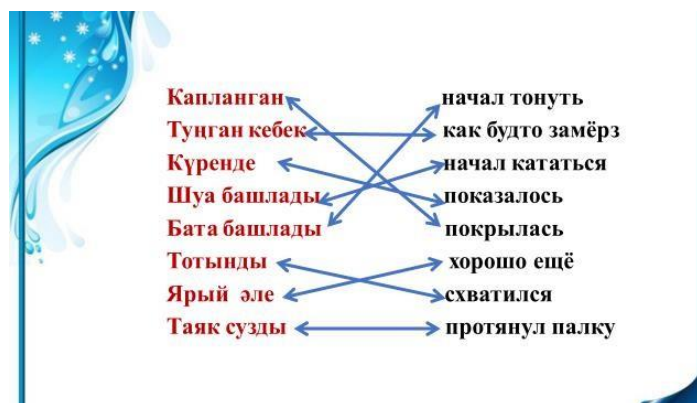 Капланган начал тонуть
Туңган кебек как будто замёрз
Күренде начал кататься
Шуа башлады показалось
Бата башлады покрылась
Тотынды хорошо ещё
Ярый әле схватился
Таяк сузды протянул палку